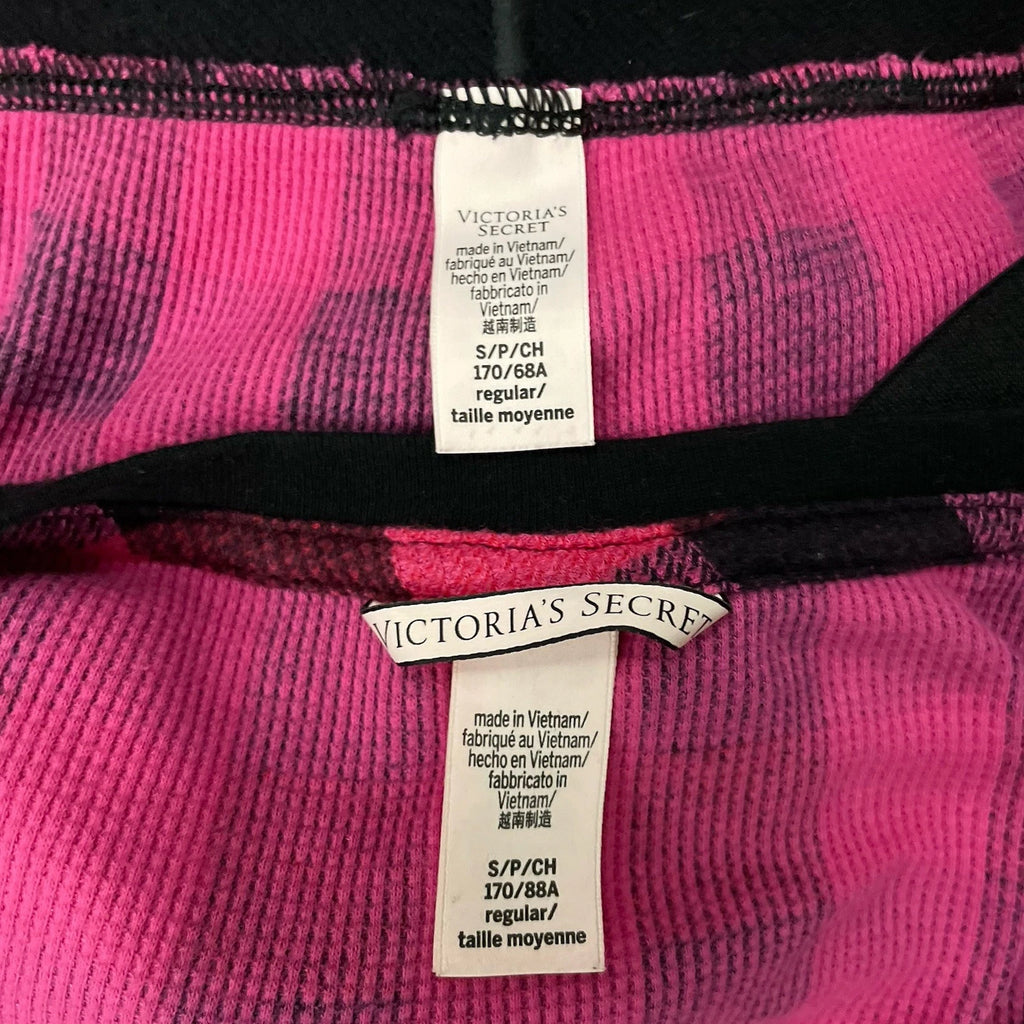 VICTORIA'S
SECRET
made in Vietnam/
fabriqué au Vietnam/
hecho en Vietnam/
fabbricato in
Vietnam/
越南制造
S/P/CH
170/68A
regular/
taille moyenne
VICTORIA'S SECRET
made in Vietnam/
fabriqué au Vietnam/
hecho en Vietnam/
fabbricato in
Vietnam/
越南制造
S/P/CH
170/88A
regular/
taille moyenne